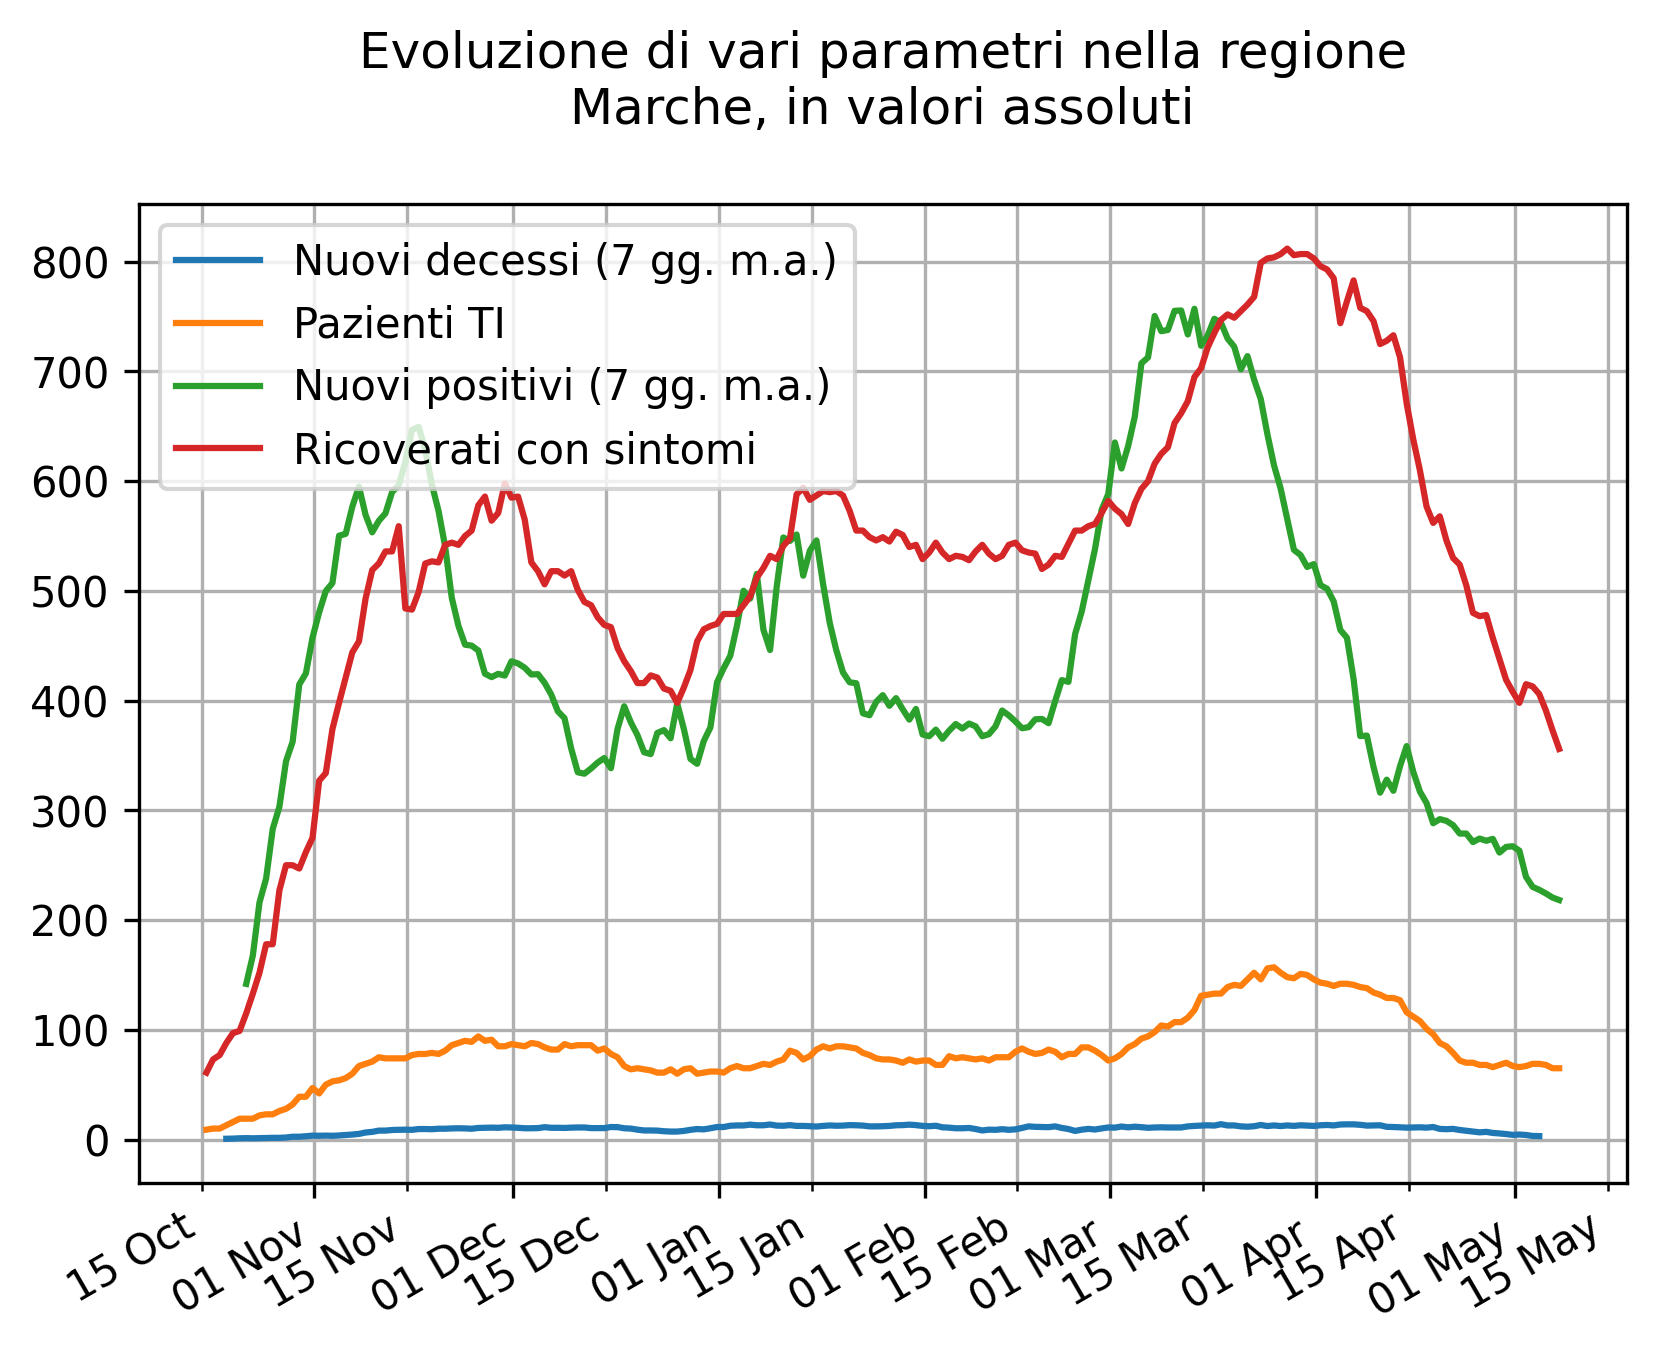 Evoluzione di vari parametri nella regione
Marche, in valori assoluti
Nuovi decessi (7 gg. m.a.)
Pazienti TI
Nuovi positivi (7 gg. m.a.)
Ricoverati con sintomi
800
700
600
500
400
300
200
100
0
15 Oct
01 Nov
15 Nov
01 Dec
15 Dec
01 Jan
15 Jan
01 Feb
15 Feb
01 Mar
15 Mar
01 Apr
15 Apr
01 May
15 May